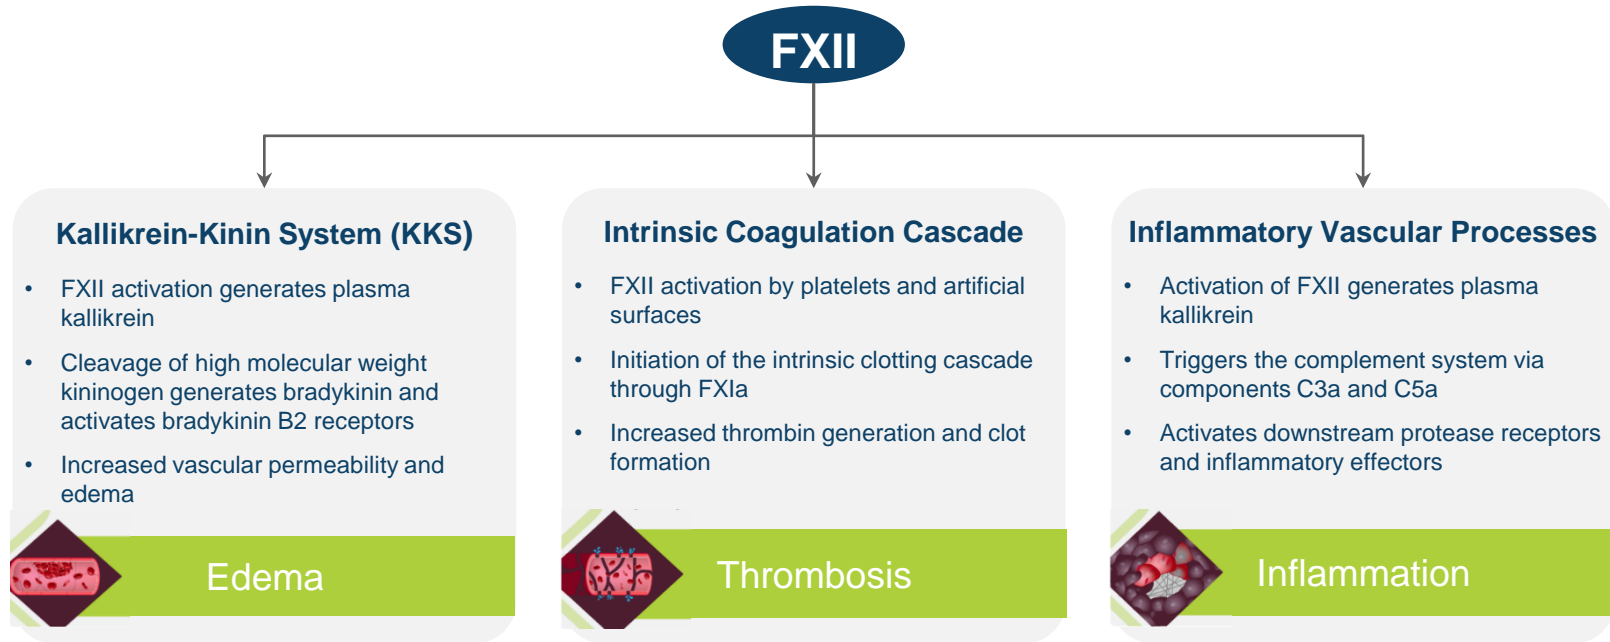 FXII
Kallikrein-Kinin System (KKS)
• FXII activation generates plasma
kallikrein
• Cleavage of high molecular weight
kininogen generates bradykinin and
activates bradykinin B2 receptors
• Increased vascular permeability and
edema
Edema
Intrinsic Coagulation Cascade
• FXII activation by platelets and artificial
surfaces
• Initiation of the intrinsic clotting cascade
through FXIa
• Increased thrombin generation and clot
formation
Thrombosis
Inflammatory Vascular Processes
• Activation of FXII generates plasma
kallikrein
• Triggers the complement system via
components C3a and C5a
• Activates downstream protease receptors
and inflammatory effectors
Inflammation